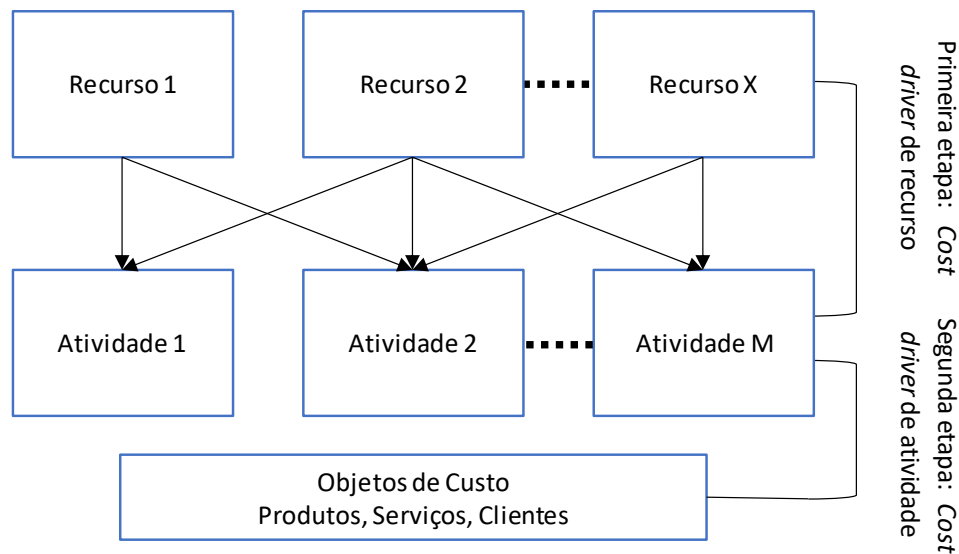 Recurso 1
Recurso 2
Recurso X
Primeira etapa: Cost
driver de recurso
Atividade 1
Atividade 2
Atividade M
Segunda etapa: Cost
driver de atividade
Objetos de Custo
Produtos, Serviços, Clientes